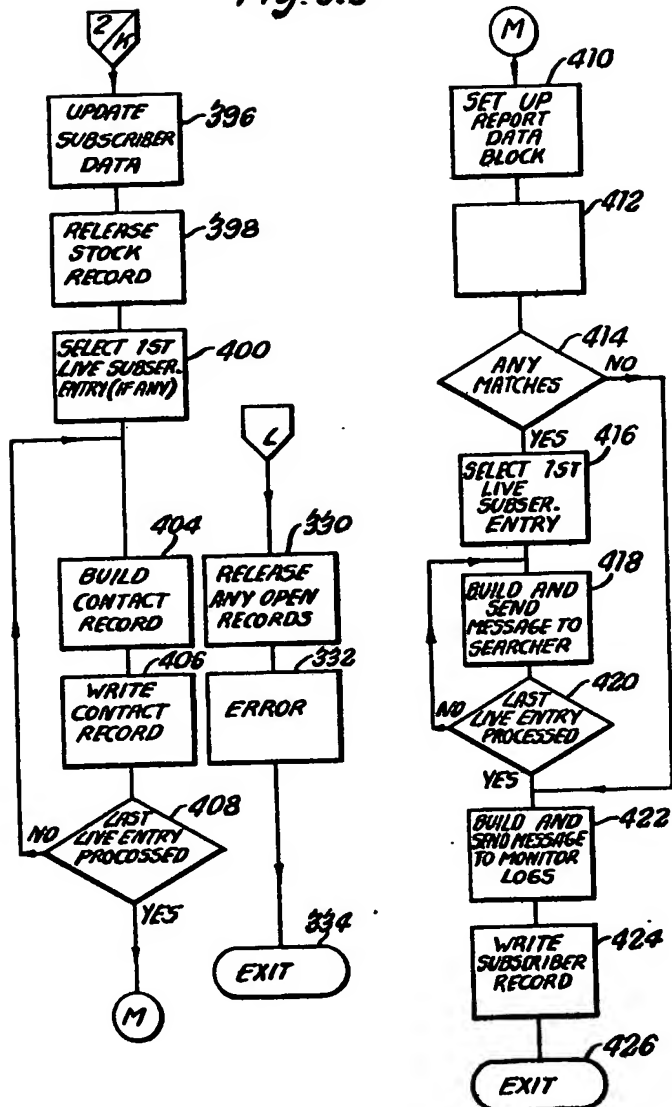 2/K
UPDATE
SUBSCRIBER
DATA
396
RELEASE
STOCK
RECORD
398
SELECT 1ST
LIVE SUBSER.
ENTRY (IF ANY)
400
BUILD
CONTACT
RECORD
404
WRITE
CONTACT
RECORD
406
LAST
LIVE ENTRY
PROCOSSED
408
NO
YES
M
L
RELEASE
ANY OPEN
RECORDS
330
ERROR
332
EXIT
334
M
SET UP
REPORT
DATA
BLOCK
410
412
ANY
MATCHES
414
NO
YES
SELECT 1ST
LIVE
SUBSER.
ENTRY
416
BUILD AND
SEND
MESSAGE TO
SEARCHER
418
LAST
LIVE ENTRY
PROCESSED
420
NO
YES
BUILD AND
SEND MESSAGE
TO MONITOR
LOGS
422
WRITE
SUBSCRIBER
RECORD
424
EXIT
426